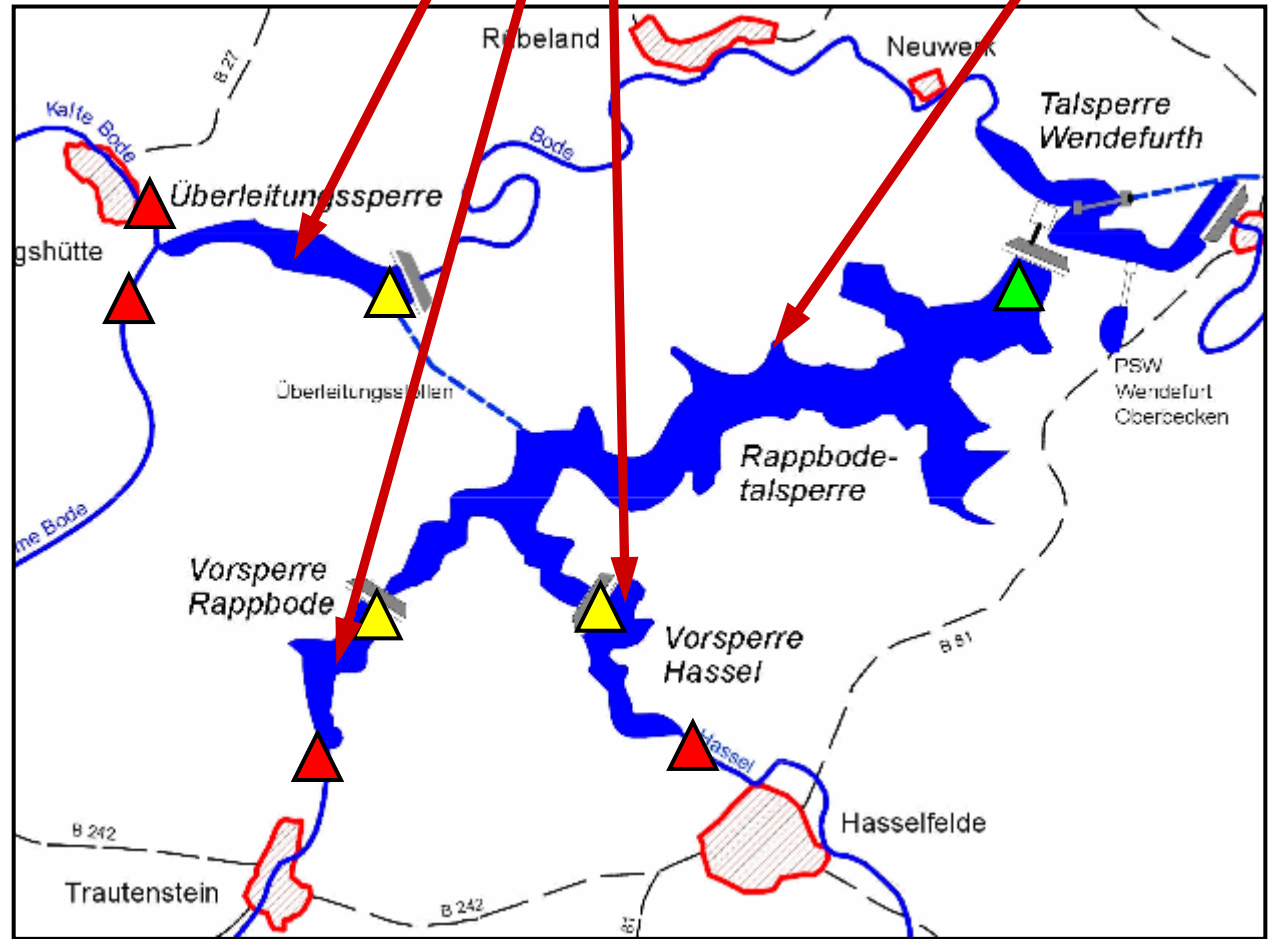 Rübeland
Neuwerk
B 27
Kalte Bode
Bode
Talsperre
Wendefurth
Überleitungssperre
gshütte
Überleitungsstollen
PSW
Wendefurt
Oberbecken
Rappbode-
talsperre
me Bode
Vorsperre
Rappbode
Vorsperre
Hassel
B 81
Hassel
Hasselfelde
B 242
Trautenstein
B 242